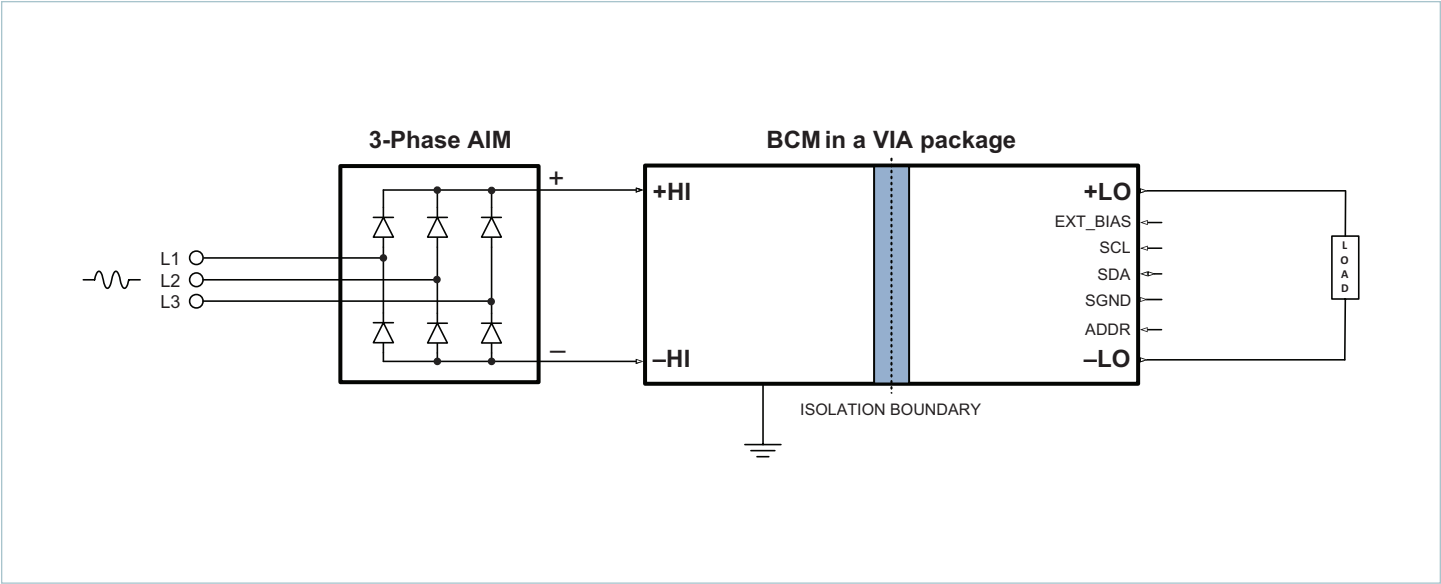 3-Phase AIM
BCM in a VIA package
+
+HI
+LO
EXT_BIAS
SCL
L1
SDA
L2
L3
SGND
ADDR
–
–HI
–LO
LOAD
ISOLATION BOUNDARY